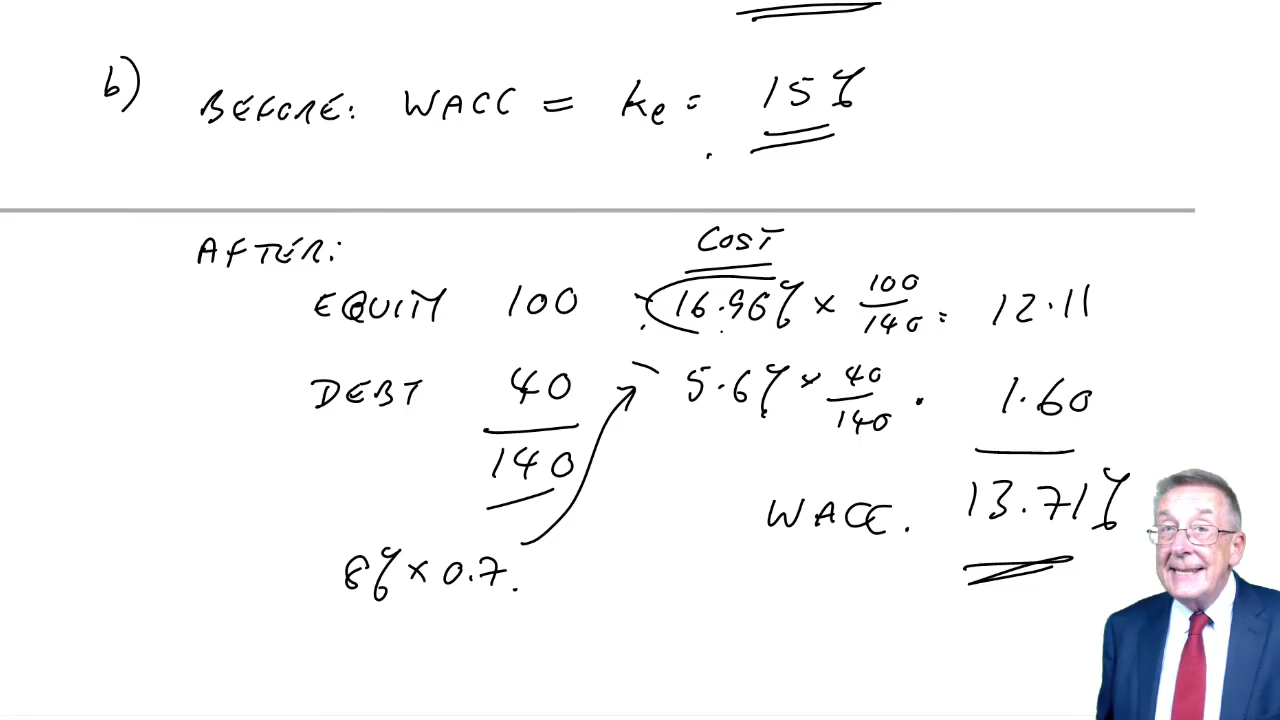 b) BEFORE: WACC = ke = 15%
AFTER:
COST
EQUITY 100 - 16.96% × 100/140 = 12.11
DEBT 40 - 5.6% × 40/140 . 1.60
140
WACC. 13.71%
8% × 0.7.